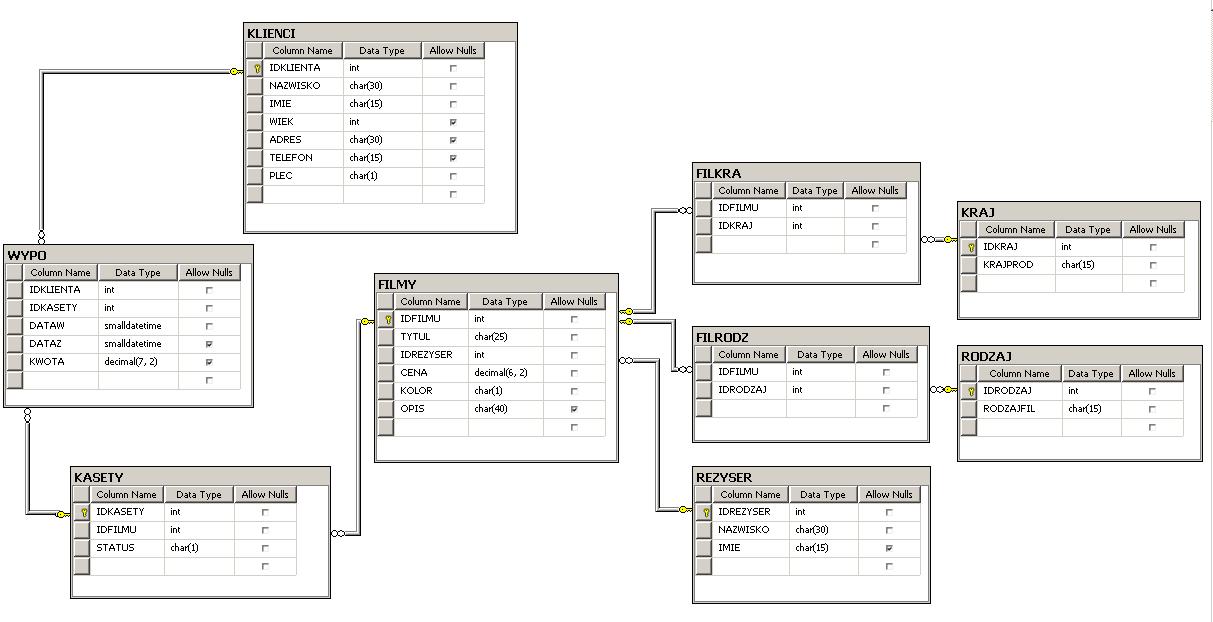 KLIENCI
Column Name Data Type Allow Nulls
IDKLIENTA int
NAZWISKO char(30)
IMIE char(15)
WIEK int
ADRES char(30)
TELEFON char(15)
PLEC char(1)
WYPO
Column Name Data Type Allow Nulls
IDKLIENTA int
IDKASETY int
DATAW smalldatetime
DATAZ smalldatetime
KWOTA decimal(7, 2)
KASETY
Column Name Data Type Allow Nulls
IDKASETY int
IDFILMU int
STATUS char(1)
FILMY
Column Name Data Type Allow Nulls
IDFILMU int
TYTUL char(25)
IDREZYSER int
CENA decimal(6, 2)
KOLOR char(1)
OPIS char(40)
FILKRA
Column Name Data Type Allow Nulls
IDFILMU int
IDKRAJ int
KRAJ
Column Name Data Type Allow Nulls
IDKRAJ int
KRAJPROD char(15)
FILRODZ
Column Name Data Type Allow Nulls
IDFILMU int
IDRODZAJ int
RODZAJ
Column Name Data Type Allow Nulls
IDRODZAJ int
RODZAJFIL char(15)
REZYSER
Column Name Data Type Allow Nulls
IDREZYSER int
NAZWISKO char(30)
IMIE char(15)